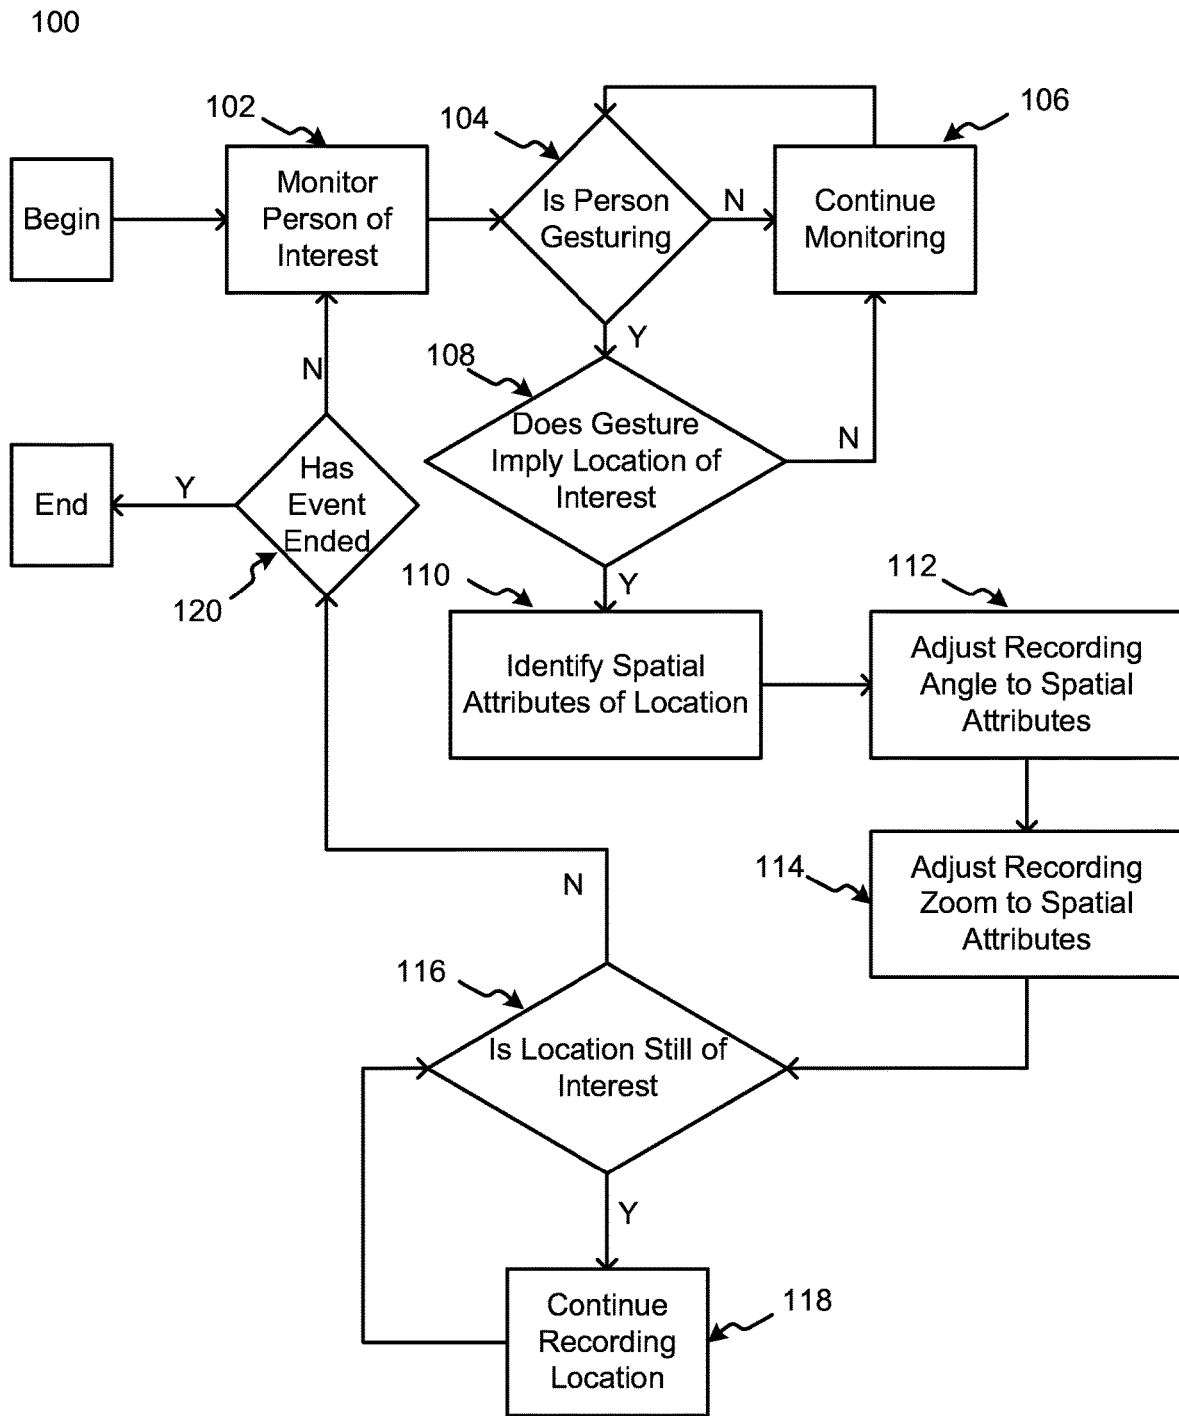 100
102
104
106
Begin
Monitor
Person of
Interest
Is Person
Gesturing
N
Continue
Monitoring
Y
108
Does Gesture
Imply Location of
Interest
N
N
End
Y
Has
Event
Ended
120
Y
110
Identify Spatial
Attributes of Location
112
Adjust Recording
Angle to Spatial
Attributes
114
Adjust Recording
Zoom to Spatial
Attributes
N
116
Is Location Still of
Interest
Y
Continue
Recording
Location
118